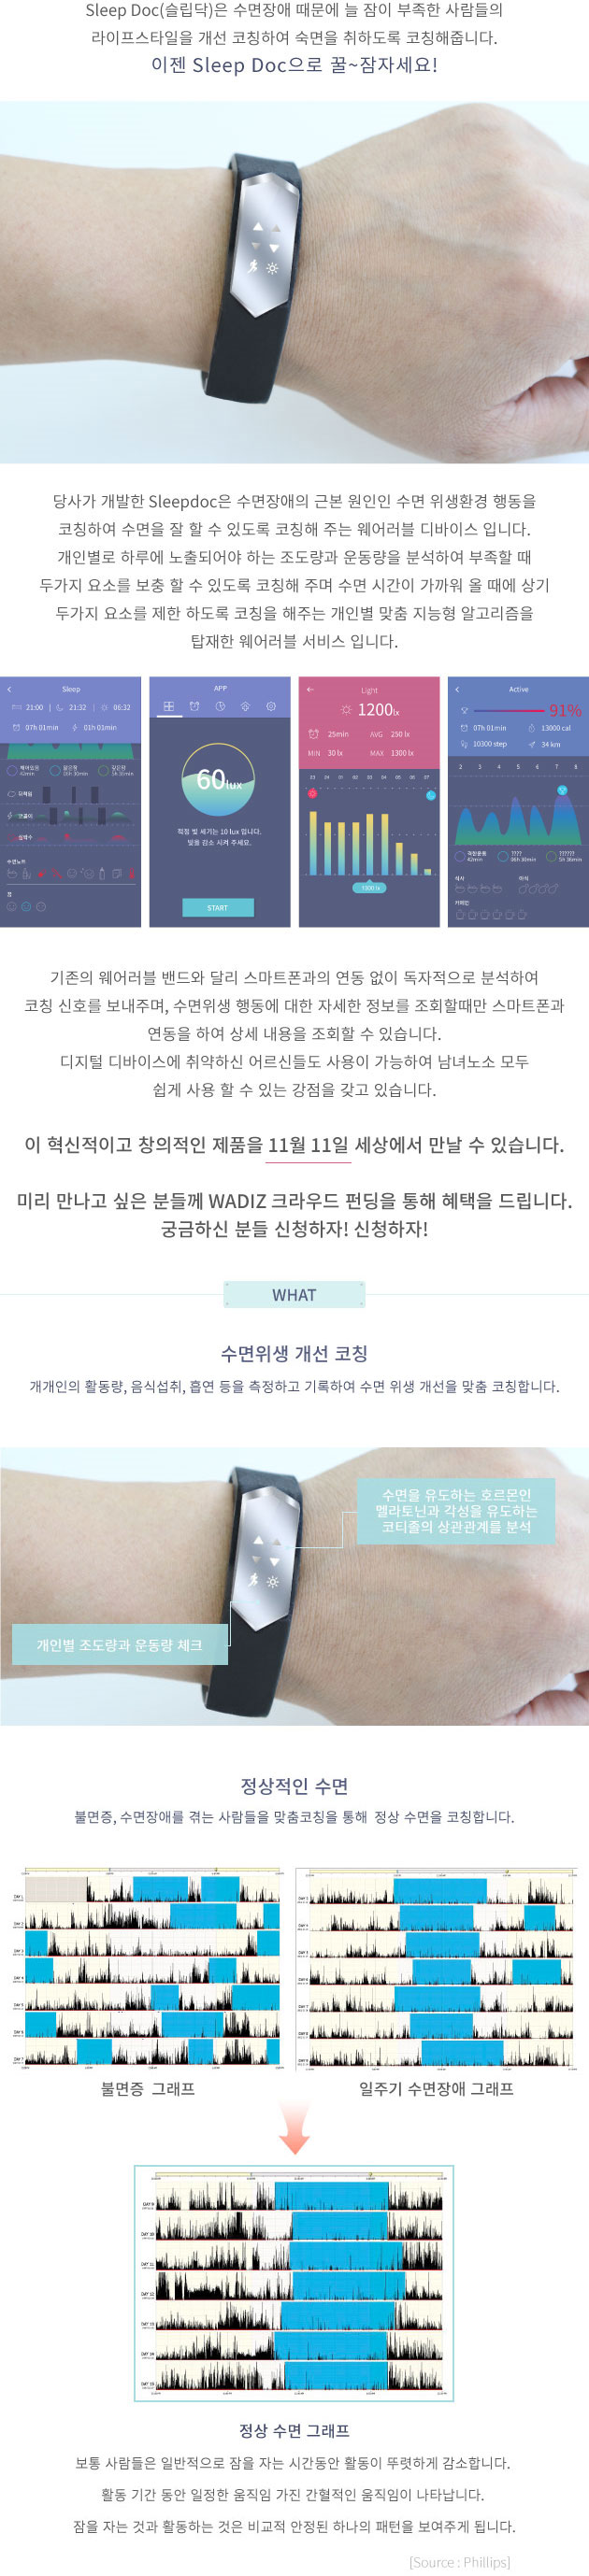 Sleep Doc(슬립닥)은 수면장애 때문에 늘 잠이 부족한 사람들의
라이프스타일을 개선 코칭하여 숙면을 취하도록 코칭해줍니다.
이젠 Sleep Doc으로 꿀~잠자세요!
당사가 개발한 Sleepdoc은 수면장애의 근본 원인인 수면 위생환경 행동을
코칭하여 수면을 잘 할 수 있도록 코칭해 주는 웨어러블 디바이스 입니다.
개인별로 하루에 노출되어야 하는 조도량과 운동량을 분석하여 부족할 때
두가지 요소를 보충 할 수 있도록 코칭해 주며 수면 시간이 가까워 올 때에 상기
두가지 요소를 제한 하도록 코칭을 해주는 개인별 맞춤 지능형 알고리즘을
탑재한 웨어러블 서비스 입니다.
Sleep
21:00 21:32 06:32
07h 01min 01h 01min
APP
60lux
적정 빛 세기는 10 lux 입니다.
빛을 감소 시켜 주세요.
START
Light
1200lx
25min AVG 250 lx
MIN 30 lx MAX 1300 lx
1300 lx
Active
91%
07h 01min 13000 cal
10300 step 34 km
2 3 4 5 6 7 8
기존의 웨어러블 밴드와 달리 스마트폰과의 연동 없이 독자적으로 분석하여
코칭 신호를 보내주며, 수면위생 행동에 대한 자세한 정보를 조회할때만 스마트폰과
연동을 하여 상세 내용을 조회할 수 있습니다.
디지털 디바이스에 취약하신 어르신들도 사용이 가능하여 남녀노소 모두
쉽게 사용 할 수 있는 강점을 갖고 있습니다.
이 혁신적이고 창의적인 제품을 11월 11일 세상에서 만날 수 있습니다.
미리 만나고 싶은 분들께 WADIZ 크라우드 펀딩을 통해 혜택을 드립니다.
궁금하신 분들 신청하자! 신청하자!
WHAT
수면위생 개선 코칭
개개인의 활동량, 음식섭취, 흡연 등을 측정하고 기록하여 수면 위생 개선을 맞춤 코칭합니다.
수면을 유도하는 호르몬인
멜라토닌과 각성을 유도하는
코티졸의 상관관계를 분석
개인별 조도량과 운동량 체크
정상적인 수면
불면증, 수면장애를 겪는 사람들을 맞춤코칭을 통해 정상 수면을 코칭합니다.
불면증 그래프
일주기 수면장애 그래프
정상 수면 그래프
보통 사람들은 일반적으로 잠을 자는 시간동안 활동이 뚜렷하게 감소합니다.
활동 기간 동안 일정한 움직임 가진 간헐적인 움직임이 나타납니다.
잠을 자는 것과 활동하는 것은 비교적 안정된 하나의 패턴을 보여주게 됩니다.
[Source : Phillips]